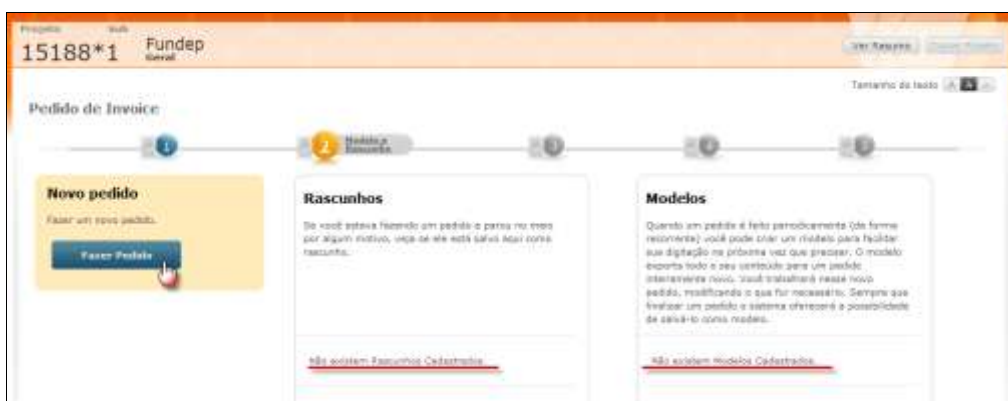 Projeto Sub
15188*1 Fundep
Geral
Ver Resumo
Tamanho do texto A A A
Pedido de Invoice
1 2 Modelo e Rascunho 3 4 5
Novo pedido
Fazer um novo pedido.
Fazer Pedido
Rascunhos
Se você estava fazendo um pedido e parou no meio
por algum motivo, veja se ele está salvo aqui como
rascunho.
Não existem Rascunhos Cadastrados.
Modelos
Quando um pedido é feito periodicamente (de forma
recorrente) você pode criar um modelo para facilitar
sua digitação na próxima vez que precisar. O modelo
exporta todo o seu conteúdo para um pedido
inteiramente novo. Você trabalhará nesse novo
pedido, modificando o que for necessário. Sempre que
finalizar um pedido o sistema oferecerá a possibilidade
de salvá-lo como modelo.
Não existem Modelos Cadastrados.